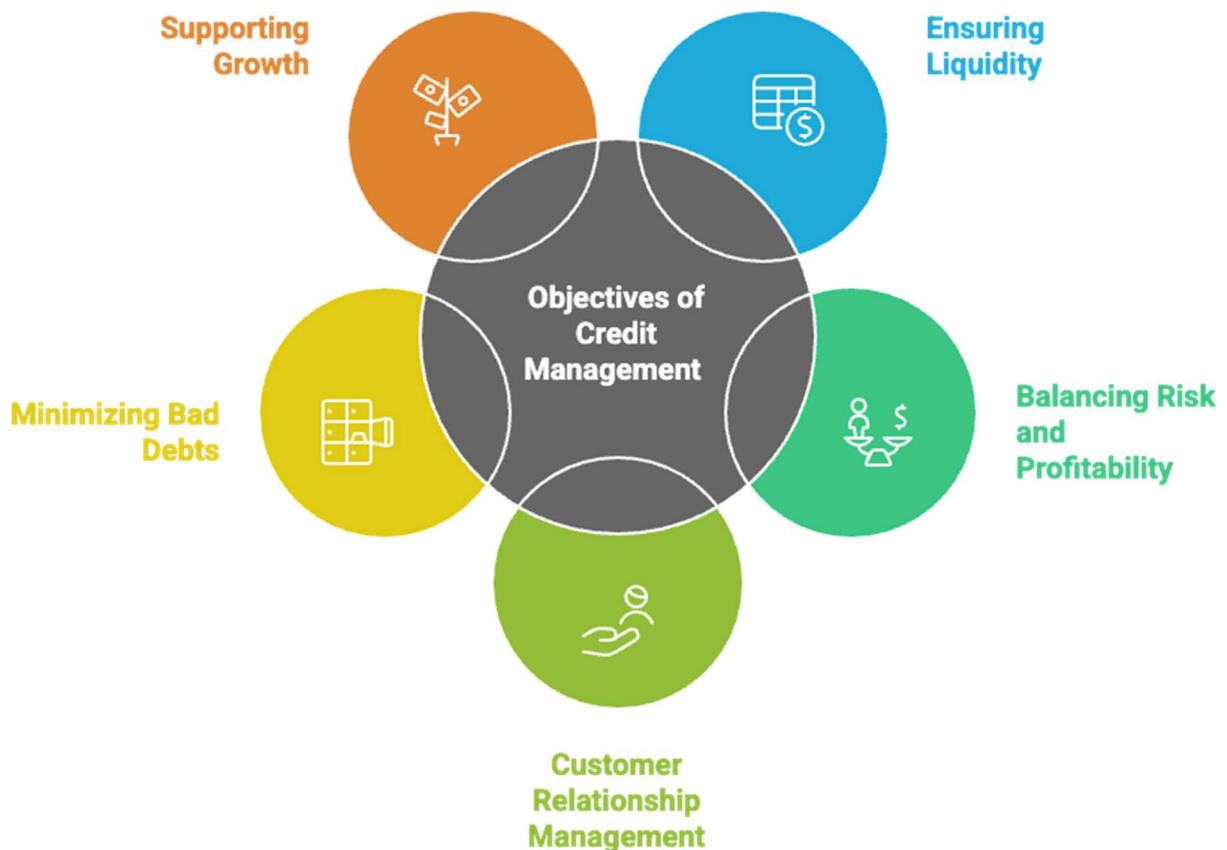 Supporting
Growth
Ensuring
Liquidity
Objectives of
Credit
Management
Minimizing Bad
Debts
Balancing Risk
and
Profitability
Customer
Relationship
Management